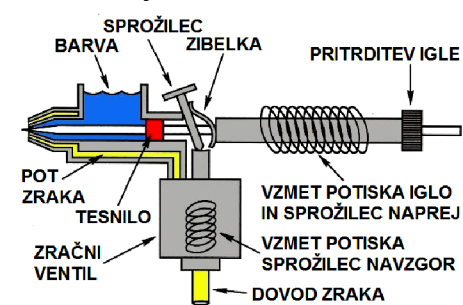 SPROŽILEC
BARVA
ZIBELKA
PRITRDITEV IGLE
POT
ZRAKA
TESNILO
VZMET POTISKA IGLO
IN SPROŽILEC NAPREJ
ZRAČNI
VENTIL
VZMET POTISKA
SPROŽILEC NAVZGOR
DOVOD ZRAKA